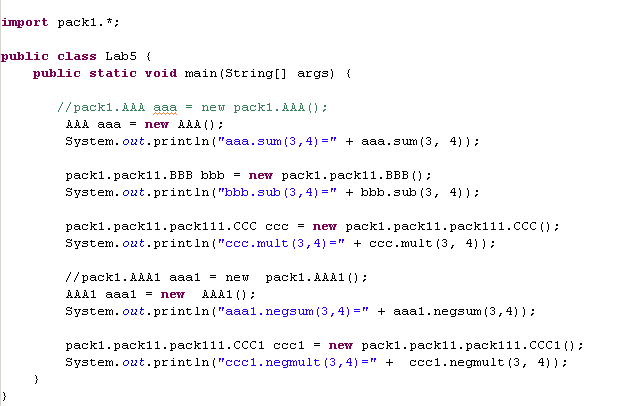 import pack1.*;
public class Lab5 {
public static void main(String[] args) {
//pack1.AAA aaa = new pack1.AAA();
AAA aaa = new AAA();
System.out.println("aaa.sum(3,4)=" + aaa.sum(3, 4));
pack1.pack11.BBB bbb = new pack1.pack11.BBB();
System.out.println("bbb.sub(3,4)=" + bbb.sub(3, 4));
pack1.pack11.pack111.CCC ccc = new pack1.pack11.pack111.CCC();
System.out.println("ccc.mult(3,4)=" + ccc.mult(3, 4));
//pack1.AAA1 aaa1 = new  pack1.AAA1();
AAA1 aaa1 = new  AAA1();
System.out.println("aaa1.negsum(3,4)=" + aaa1.negsum(3,4));
pack1.pack11.pack111.CCC1 ccc1 = new pack1.pack11.pack111.CCC1();
System.out.println("ccc1.negmult(3,4)=" +  ccc1.negmult(3, 4));
}
}